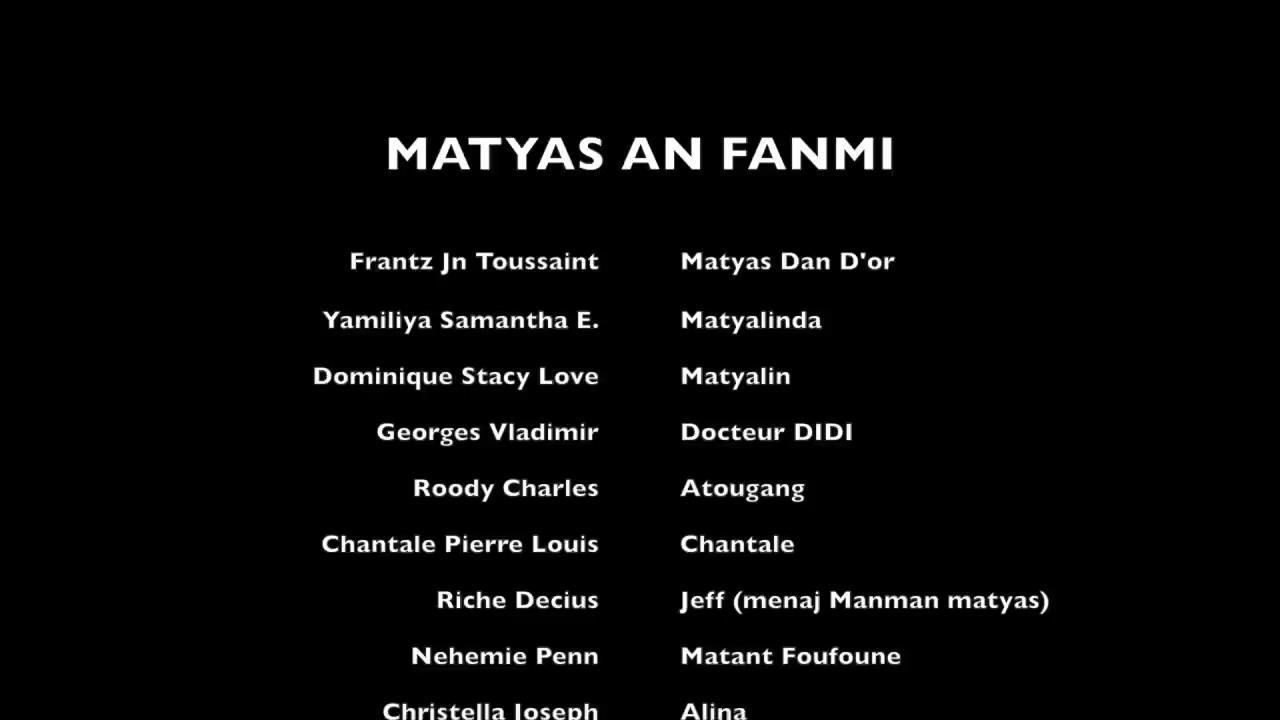 MATYAS AN FANMI
Frantz Jn Toussaint Matyas Dan D'or
Yamiliya Samantha E. Matyalinda
Dominique Stacy Love Matyalin
Georges Vladimir Docteur DIDI
Roody Charles Atougang
Chantale Pierre Louis Chantale
Riche Decius Jeff (menaj Manman matyas)
Nehemie Penn Matant Foufoune
Christella Joseph Alina